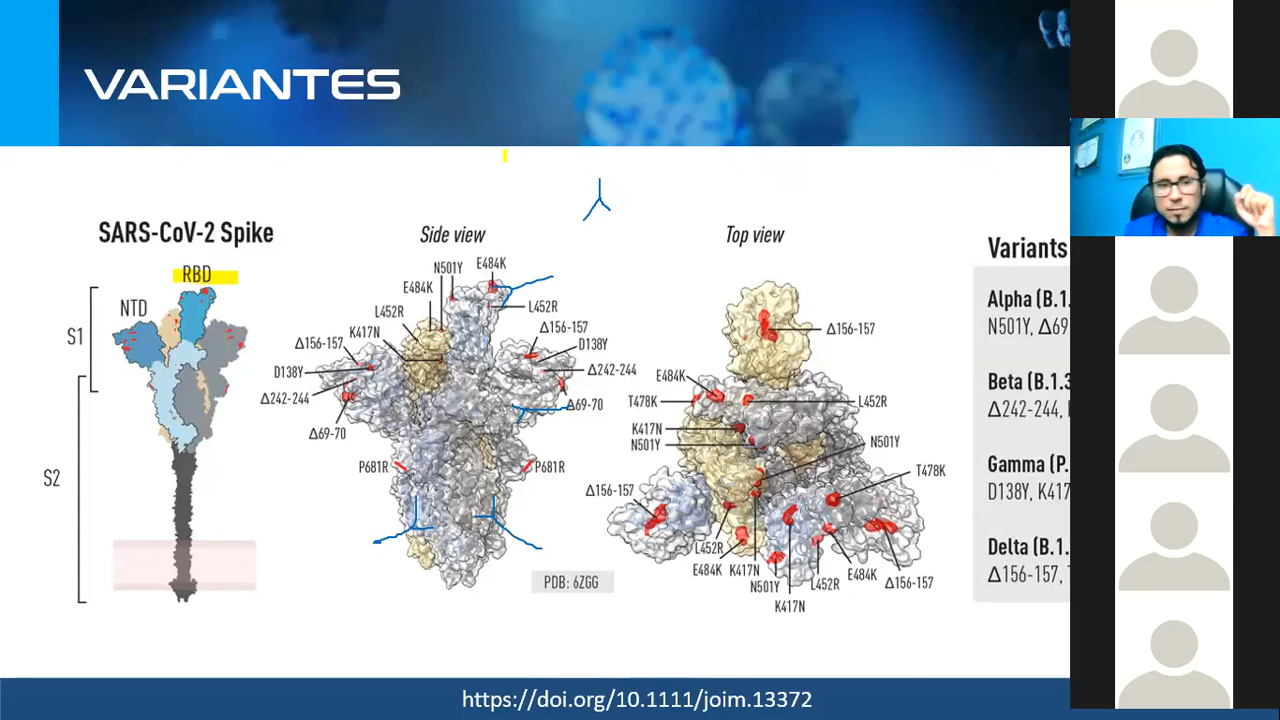 VARIANTES
SARS-CoV-2 Spike
RBD
NTD
S1
S2
Side view
E484K
N501Y
E484K
L452R
L452R
K417N
Δ156-157
Δ156-157
D138Y
D138Y
Δ242-244
Δ242-244
Δ69-70
Δ69-70
P681R
P681R
PDB: 6ZGG
Top view
Δ156-157
E484K
T478K
L452R
K417N
N501Y
N501Y
T478K
Δ156-157
L452R
E484K
K417N
N501Y
K417N
L452R
E484K
Δ156-157
Variants
Alpha (B.1.
N501Y, Δ69
Beta (B.1.3
Δ242-244,
Gamma (P.
D138Y, K417
Delta (B.1.
Δ156-157,
https://doi.org/10.1111/joim.13372